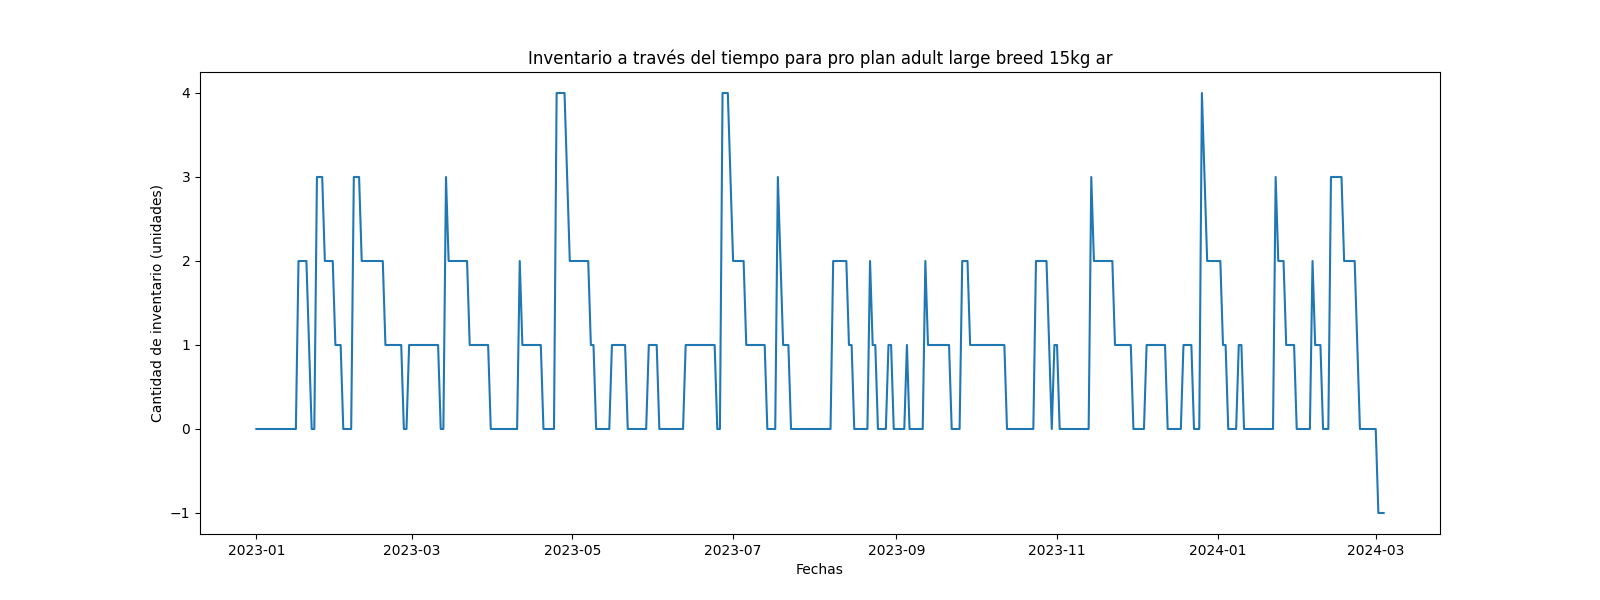 Inventario a través del tiempo para pro plan adult large breed 15kg ar
Cantidad de inventario (unidades)
4
3
2
1
0
−1
2023-01 2023-03 2023-05 2023-07 2023-09 2023-11 2024-01 2024-03
Fechas